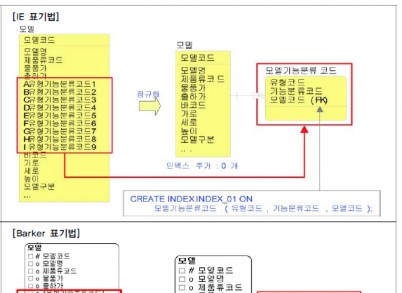 [IE 표기법]
모델
모델코드
모델명
제품류코드
물품가
출하가
A유형기능분류코드1
B유형기능분류코드2
C유형기능분류코드3
D유형기능분류코드4
E유형기능분류코드5
F유형기능분류코드6
G유형기능분류코드7
H유형기능분류코드8
I유형기능분류코드9
바코드
가로
세로
높이
모델구분
...
정규화
모델
모델코드
모델명
제품류코드
물품가
출하가
바코드
가로
세로
높이
모델구분
...
인덱스 추가 : 0 개
모델기능분류 코드
유형코드
기능분류코드
모델코드 (FK)
CREATE INDEX INDEX_01 ON
모델기능분류코드 ( 유형코드 , 기능분류코드 , 모델코드 );
[Barker 표기법]
모델
# 모델코드
o 모델명
o 제품류코드
o 물품가
o 출하가
모델
# 모델코드
o 모델명
o 제품류코드
o 물품가